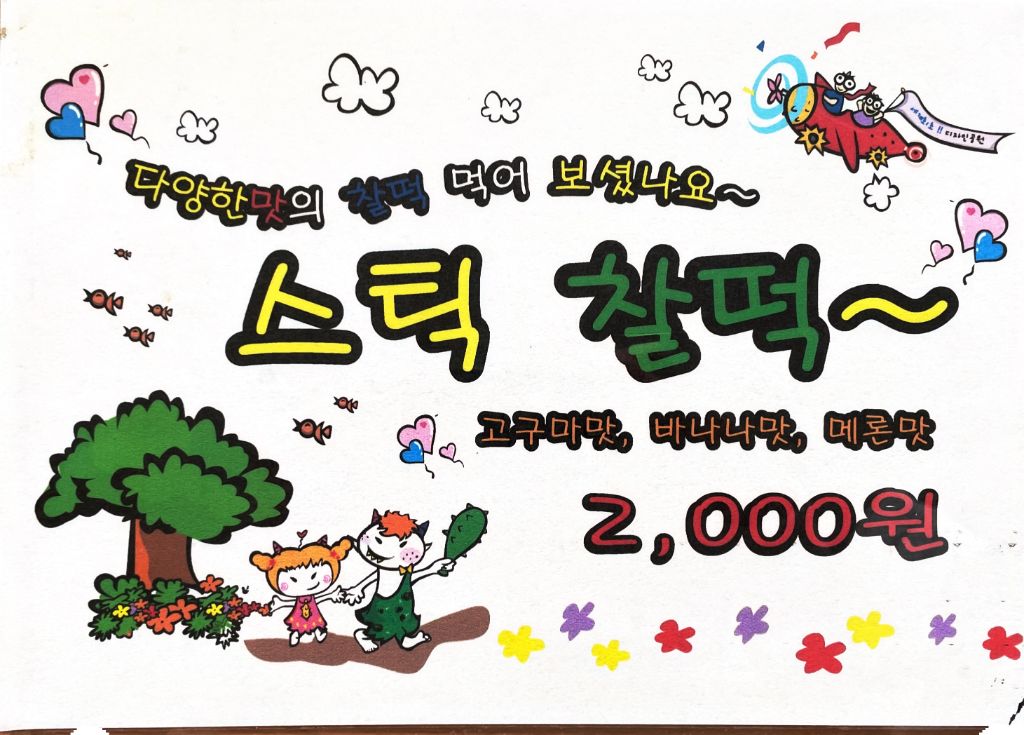 다양한맛의 찰떡 먹어 보셨나요~
스틱 찰떡~
고구마맛, 바나나맛, 메론맛
2,000원